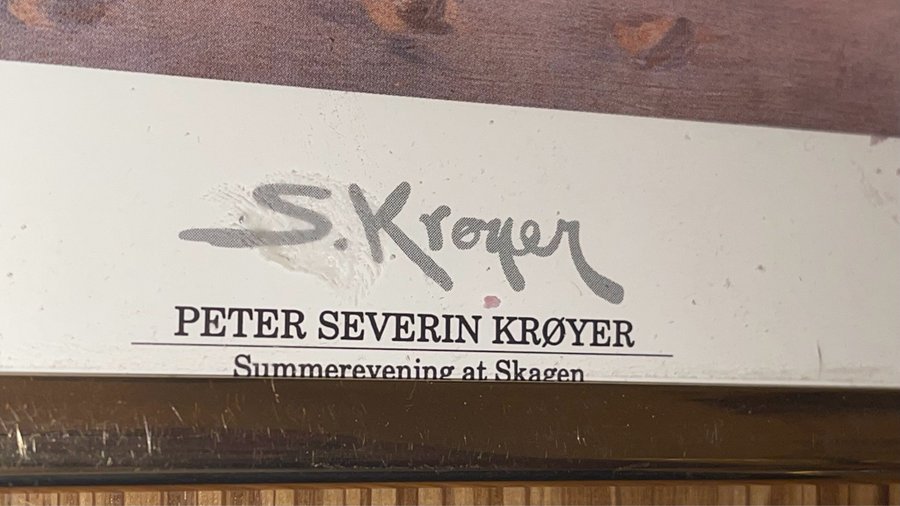 S. Krøyer
PETER SEVERIN KRØYER
Summerevening at Skagen